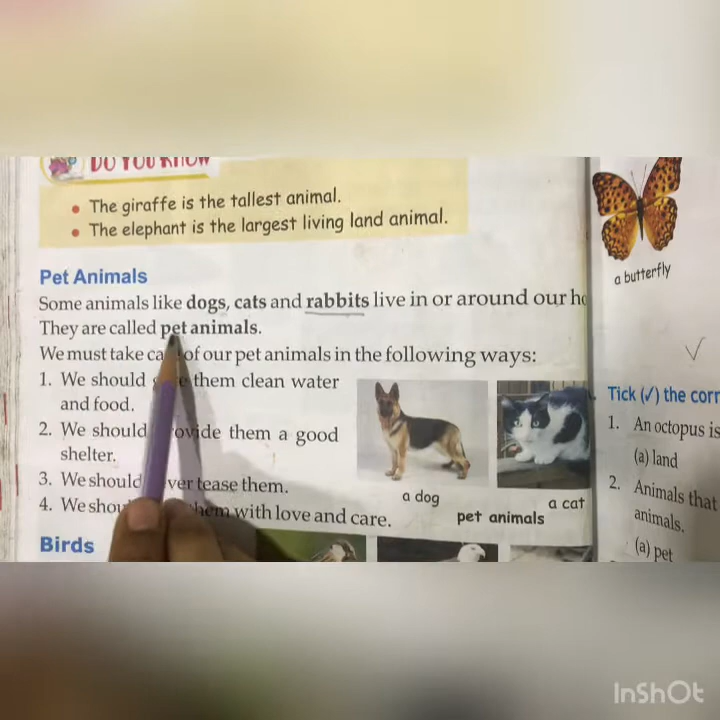 DO YOU KNOW
• The giraffe is the tallest animal.
• The elephant is the largest living land animal.
Pet Animals
Some animals like dogs, cats and rabbits live in or around our
They are called pet animals.
We must take of our pet animals in the following ways:
1. We should them clean water
and food.
2. We should them a good
shelter.
3. We should tease them.
4. with love and care.
a dog
a cat
pet animals
Birds
a butterfly
Tick (✓) the
1. An octopus is
(a) land
2. Animals that
animals.
(a) pet
InShOt